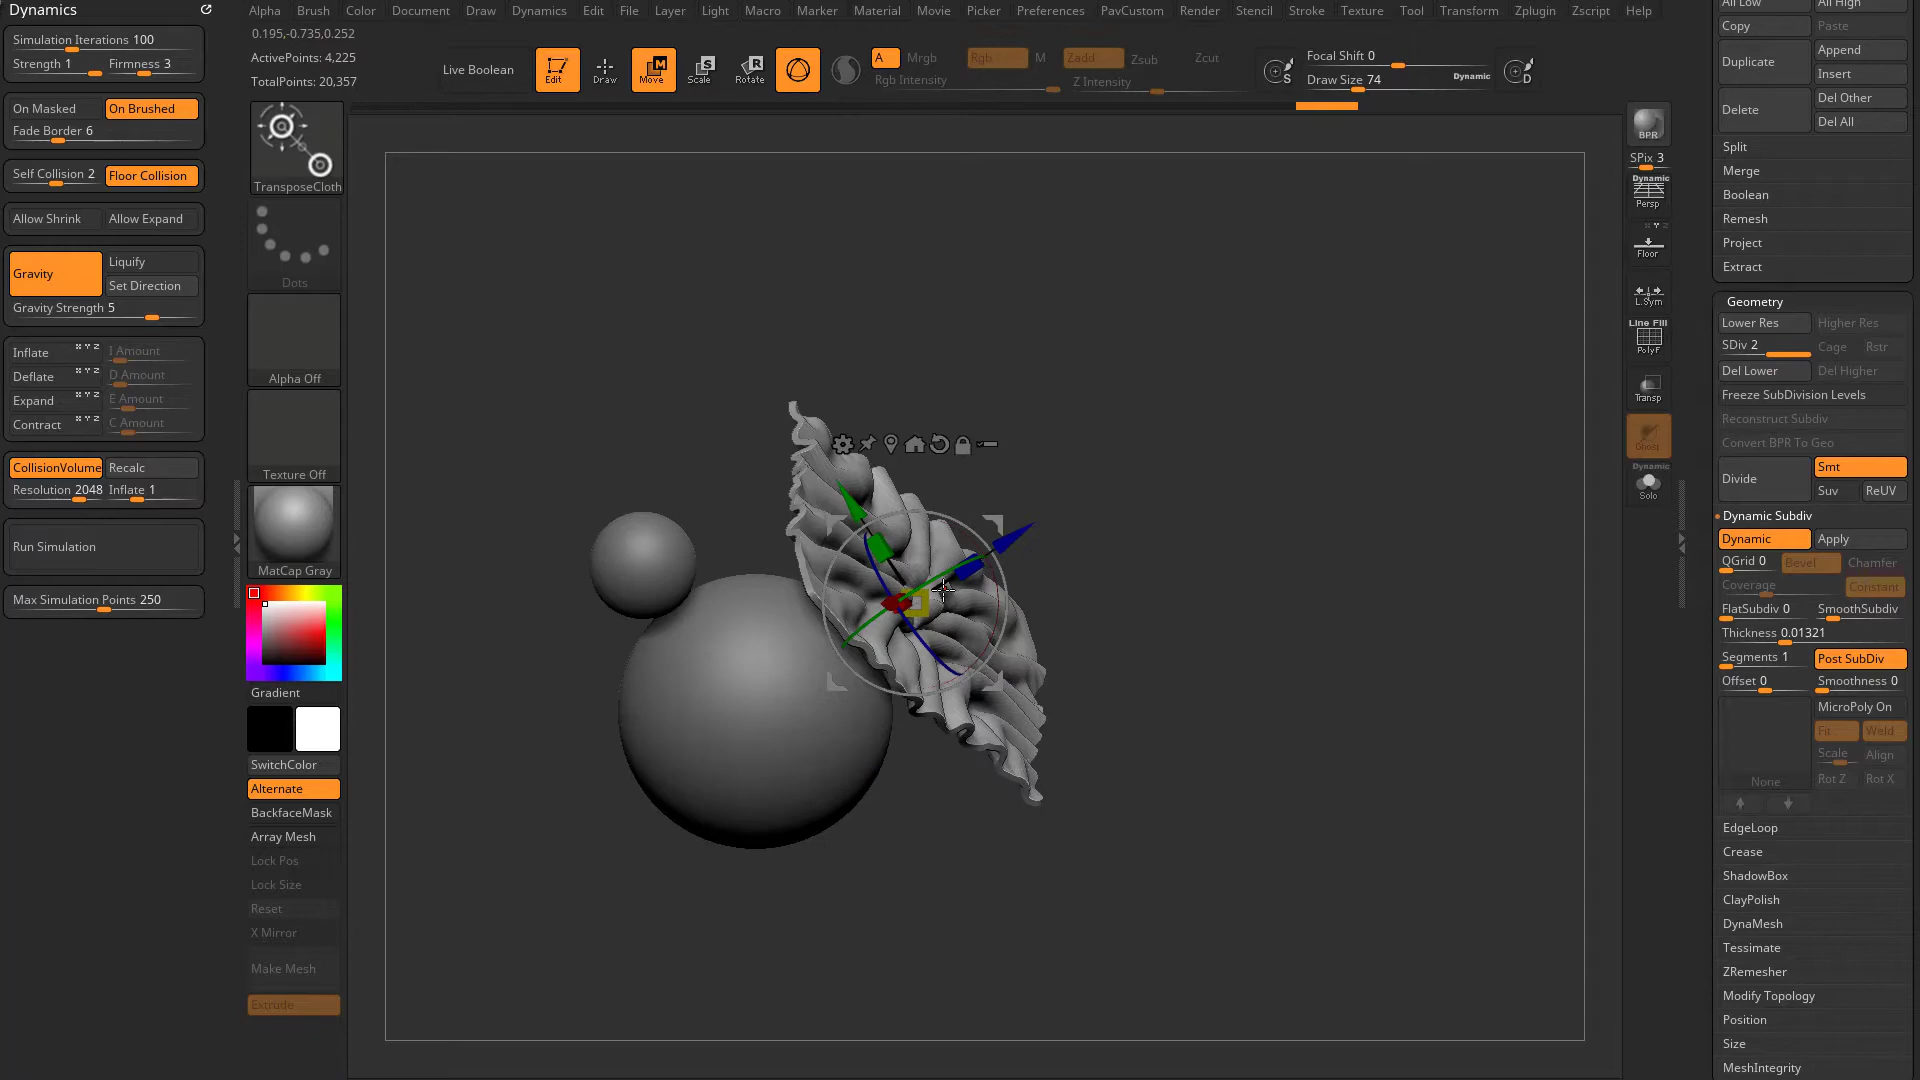 Dynamics
Simulation Iterations 100
Strength 1 Firmness 3
On Masked On Brushed
Fade Border 6
Self Collision 2 Floor Collision
Allow Shrink Allow Expand
Gravity Liquify
Set Direction
Gravity Strength 5
Inflate X Y Z I Amount
Deflate X Y Z D Amount
Expand X Y Z E Amount
Contract X Y Z C Amount
CollisionVolume Recalc
Resolution 2048 Inflate 1
Run Simulation
Max Simulation Points 250
Alpha Brush Color Document Draw Dynamics Edit File Layer Light Macro Marker Material Movie Picker Preferences PavCustom Render Stencil Stroke Texture Tool Transform Zplugin Zscript Help
0.195,-0.735,0.252
ActivePoints: 4,225
TotalPoints: 20,357
Live Boolean
Edit Draw Move Scale Rotate
A Mrgb Rgb M Zadd Zsub Zcut
Rgb Intensity Z Intensity
Focal Shift 0
Draw Size 74 Dynamic
S D
TransposeCloth
Dots
Alpha Off
Texture Off
MatCap Gray
Gradient
SwitchColor
Alternate
BackfaceMask
Array Mesh
Lock Pos
Lock Size
Reset
X Mirror
Make Mesh
Extrude
BPR
SPix 3
Dynamic
Persp
Floor
L.Sym
Line Fill
PolyF
Transp
Ghost
Dynamic
Solo
All Low All High
Copy Paste
Duplicate Append
Insert
Delete Del Other
Del All
Split
Merge
Boolean
Remesh
Project
Extract
Geometry
Lower Res Higher Res
SDiv 2 Cage Rstr
Del Lower Del Higher
Freeze SubDivision Levels
Reconstruct Subdiv
Convert BPR To Geo
Divide Smt
Suv ReUV
Dynamic Subdiv
Dynamic Apply
QGrid 0 Bevel Chamfer
Coverage Constant
FlatSubdiv 0 SmoothSubdiv
Thickness 0.01321
Segments 1 Post SubDiv
Offset 0 Smoothness 0
MicroPoly On
Fit Weld
Scale Align
None Rot Z Rot X
EdgeLoop
Crease
ShadowBox
ClayPolish
DynaMesh
Tessimate
ZRemesher
Modify Topology
Position
Size
MeshIntegrity